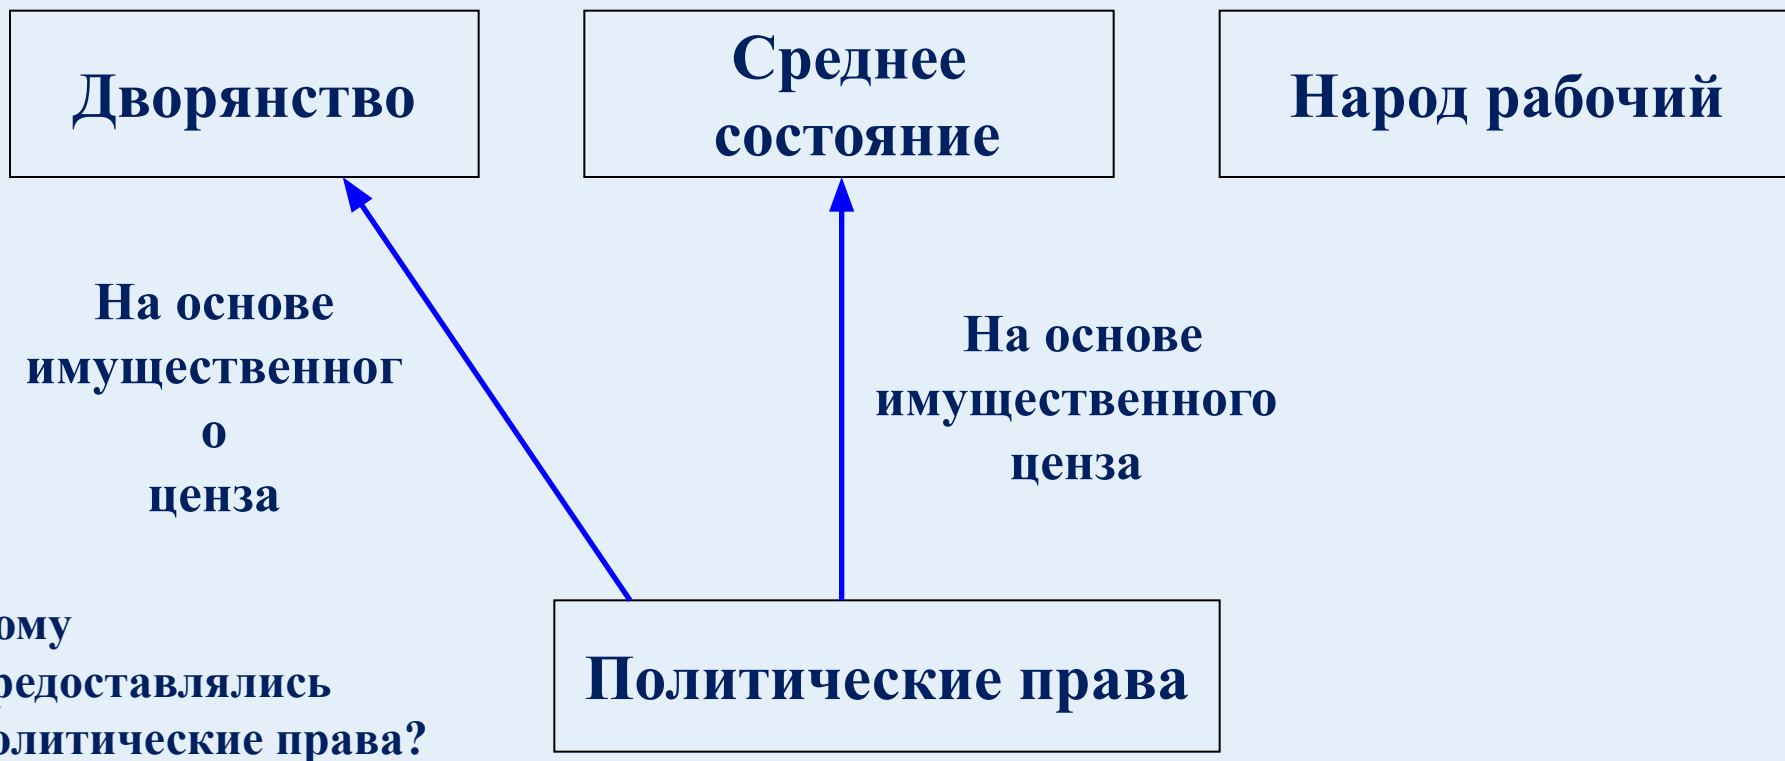 Дворянство
Среднее
состояние
Народ рабочий
На основе
имущественног
о
ценза
На основе
имущественного
ценза
ому
редоставлялись
олитические права?
Политические права